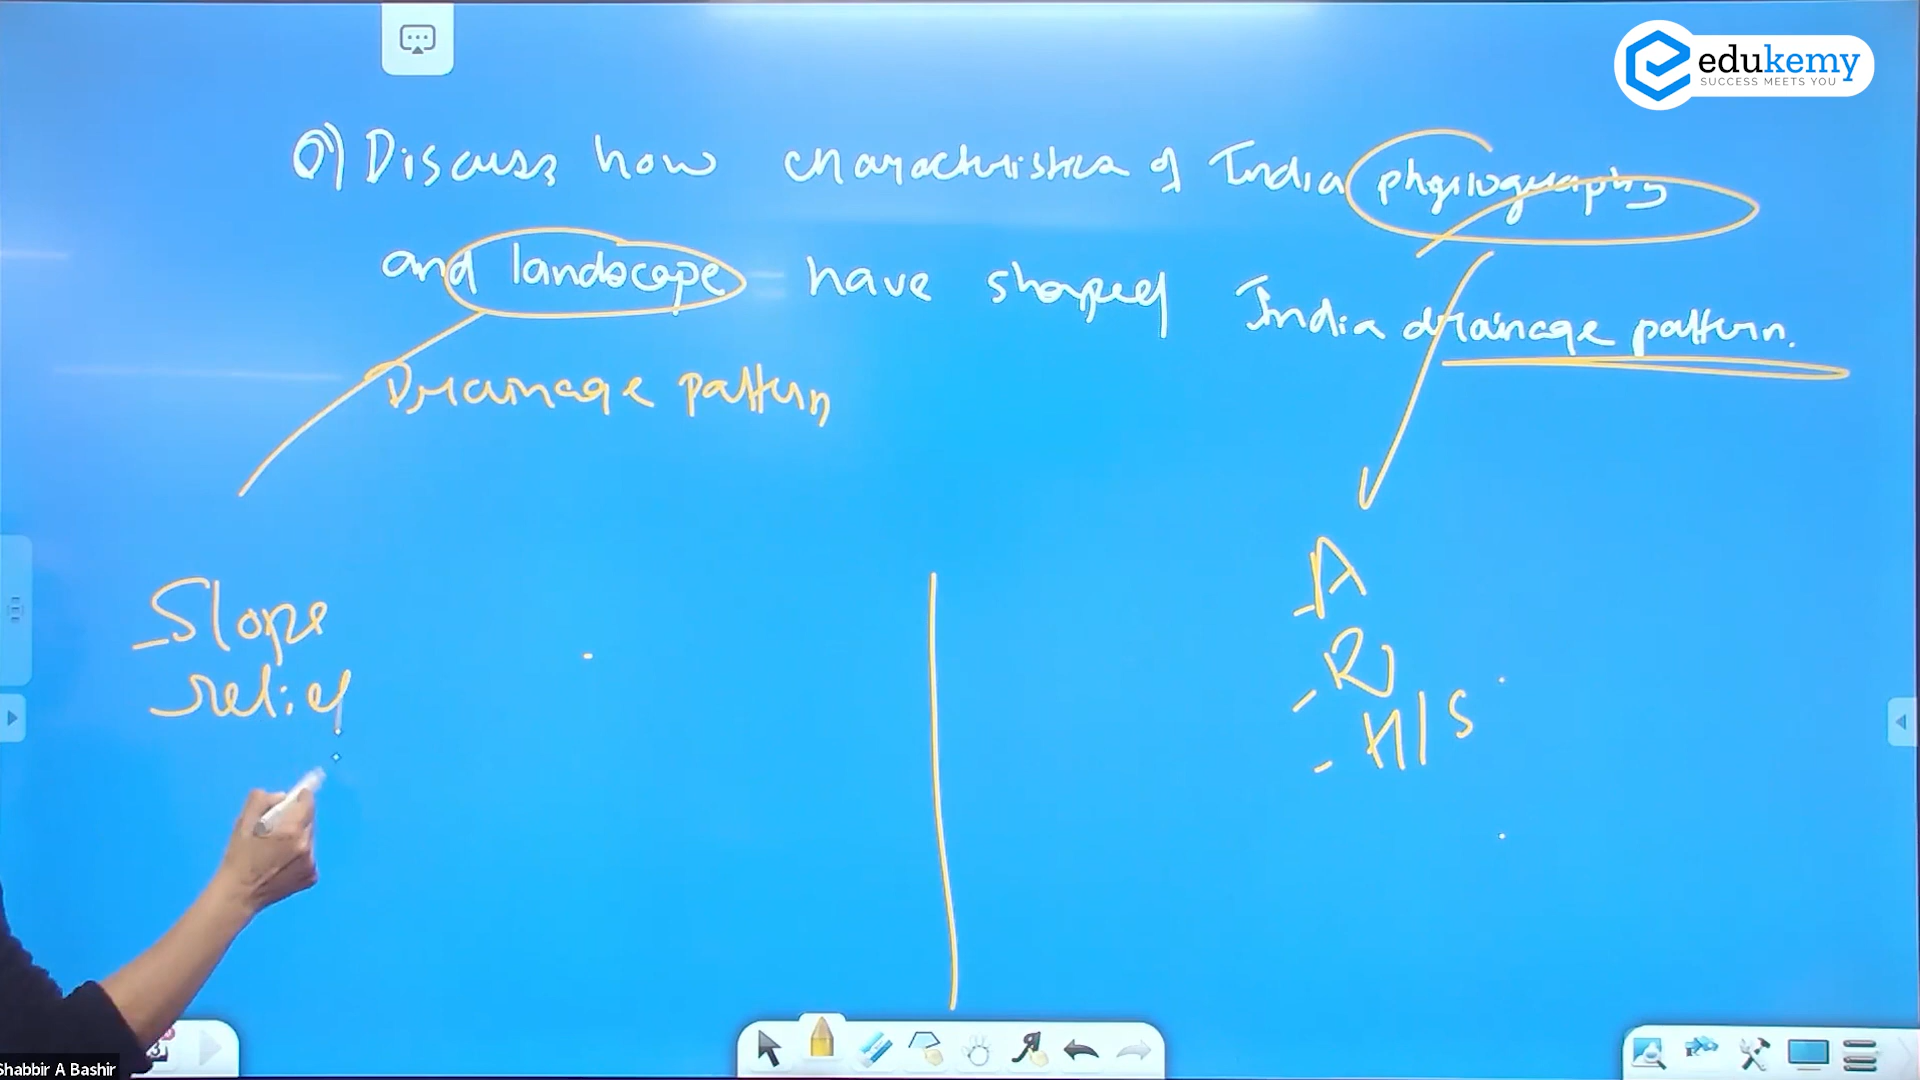 edukemy
SUCCESS MEETS YOU
Q) Discuss how characteristics of India physiography
and landscape = have shaped India drainage pattern.
Drainage pattern
- Slope
relief
- A
- R
- H/S
Shabbir A Bashir